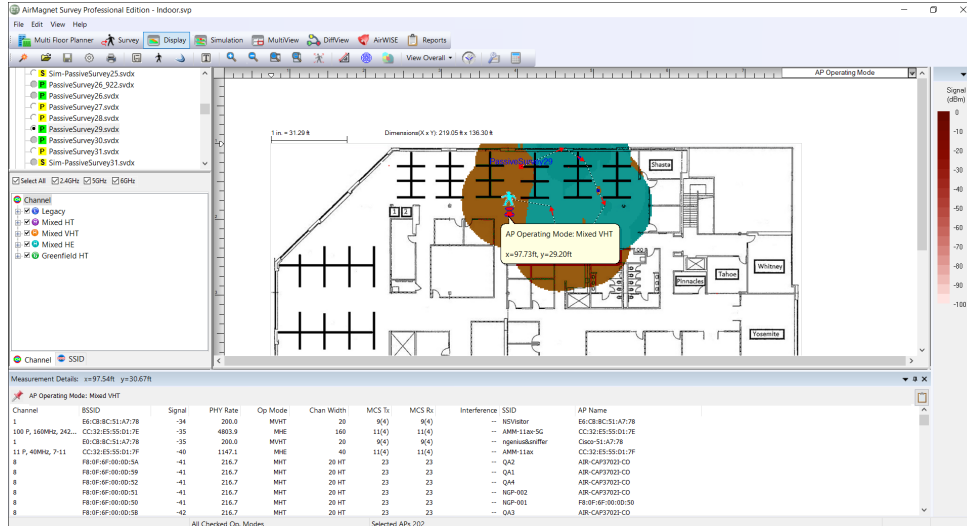 AirMagnet Survey Professional Edition - Indoor.svp
File Edit View Help
Multi Floor Planner Survey Display Simulation MultiView DiffView AirWISE Reports
View Overall
Sim-PassiveSurvey25.svdx
PassiveSurvey26_922.svdx
PassiveSurvey26.svdx
PassiveSurvey27.svdx
PassiveSurvey28.svdx
PassiveSurvey29.svdx
PassiveSurvey30.svdx
PassiveSurvey31.svdx
Sim-PassiveSurvey31.svdx
Select All 2.4GHz 5GHz 6GHz
Channel
Legacy
Mixed HT
Mixed VHT
Mixed HE
Greenfield HT
Channel SSID
AP Operating Mode
1 in. = 31.29 ft Dimensions(X x Y): 219.05 ft x 136.30 ft
PassiveSurvey29
Shasta
1 2
AP Operating Mode: Mixed VHT
x=97.73ft, y=29.20ft
Whitney
Tahoe
Pinnacles
Yosemite
Signal
(dBm)
0
-10
-20
-30
-40
-50
-60
-70
-80
-90
-100
Measurement Details: x=97.54ft y=30.67ft
AP Operating Mode: Mixed VHT
Channel BSSID Signal PHY Rate Op Mode Chan Width MCS Tx MCS Rx Interference SSID AP Name
1 E6:CB:BC:51:A7:78 -34 200.0 MVHT 20 9(4) 9(4) -- NSVisitor E6:CB:BC:51:A7:78
100 P, 160MHz, 242... CC:32:E5:55:D1:7E -35 4803.9 MHE 160 11(4) 11(4) -- AMM-11ax-5G CC:32:E5:55:D1:7E
1 E0:CB:BC:51:A7:78 -35 200.0 MVHT 20 9(4) 9(4) -- ngenius&sniffer Cisco-51:A7:78
11 P, 40MHz, 7-11 CC:32:E5:55:D1:7F -40 1147.1 MHE 40 11(4) 11(4) -- AMM-11ax CC:32:E5:55:D1:7F
8 F8:0F:6F:00:0D:5A -41 216.7 MHT 20 HT 23 23 -- QA2 AIR-CAP3702I-CO
8 F8:0F:6F:00:0D:59 -41 216.7 MHT 20 HT 23 23 -- QA1 AIR-CAP3702I-CO
8 F8:0F:6F:00:0D:52 -41 216.7 MHT 20 HT 23 23 -- QA4 AIR-CAP3702I-CO
8 F8:0F:6F:00:0D:51 -41 216.7 MHT 20 HT 23 23 -- NGP-002 AIR-CAP3702I-CO
8 F8:0F:6F:00:0D:50 -41 216.7 MHT 20 HT 23 23 -- NGP-001 F8:0F:6F:00:0D:50
8 F8:0F:6F:00:0D:5B -42 216.7 MHT 20 HT 23 23 -- QA3 AIR-CAP3702I-CO
All Checked Op. Modes Selected APs 202